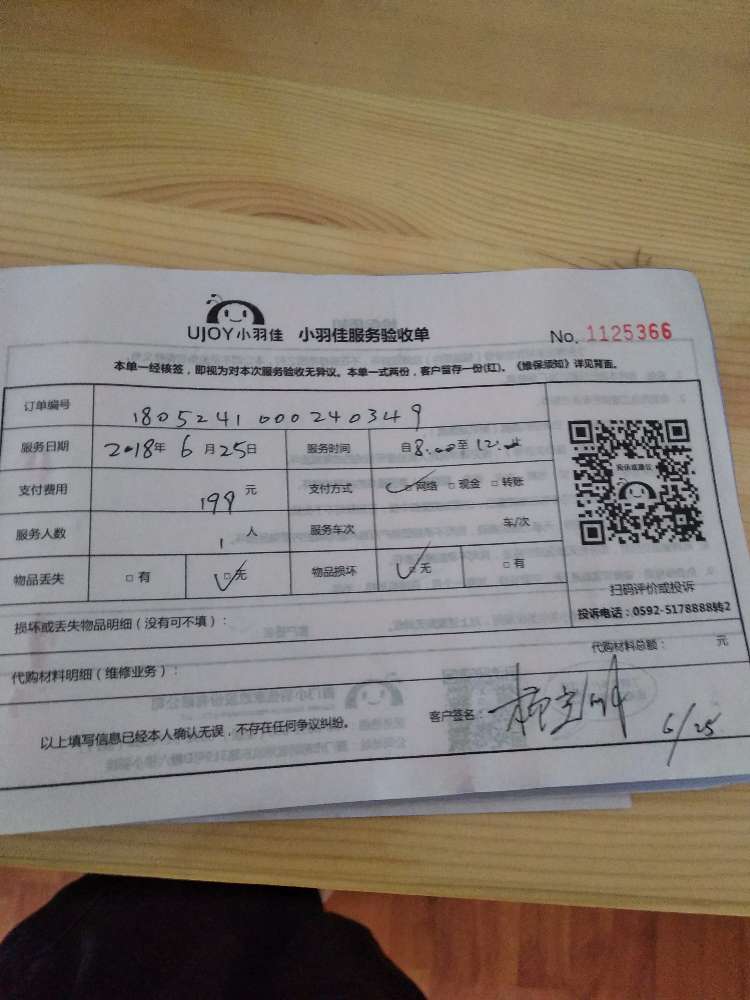 UJOY小羽佳 小羽佳服务验收单 No. 1125366
本单一经核签，即视为对本次服务验收无异议。本单一式两份，客户留存一份(红)。《维保须知》详见背面。
订单编号 180524100024034９
服务日期 2018年 6 月 25日 服务时间 自8:00至12:00
支付费用 199 元 支付方式 □网络 □现金 □转账
服务人数 1 人 服务车次 车/次
物品丢失 □有 □无 物品损坏 □无 □有
扫码评价或投诉
投诉电话：0592-5178888转2
损坏或丢失物品明细（没有可不填）：
代购材料明细（维修业务）： 代购材料总额： 元
以上填写信息已经本人确认无误，不存在任何争议纠纷。 客户签名： 6/25